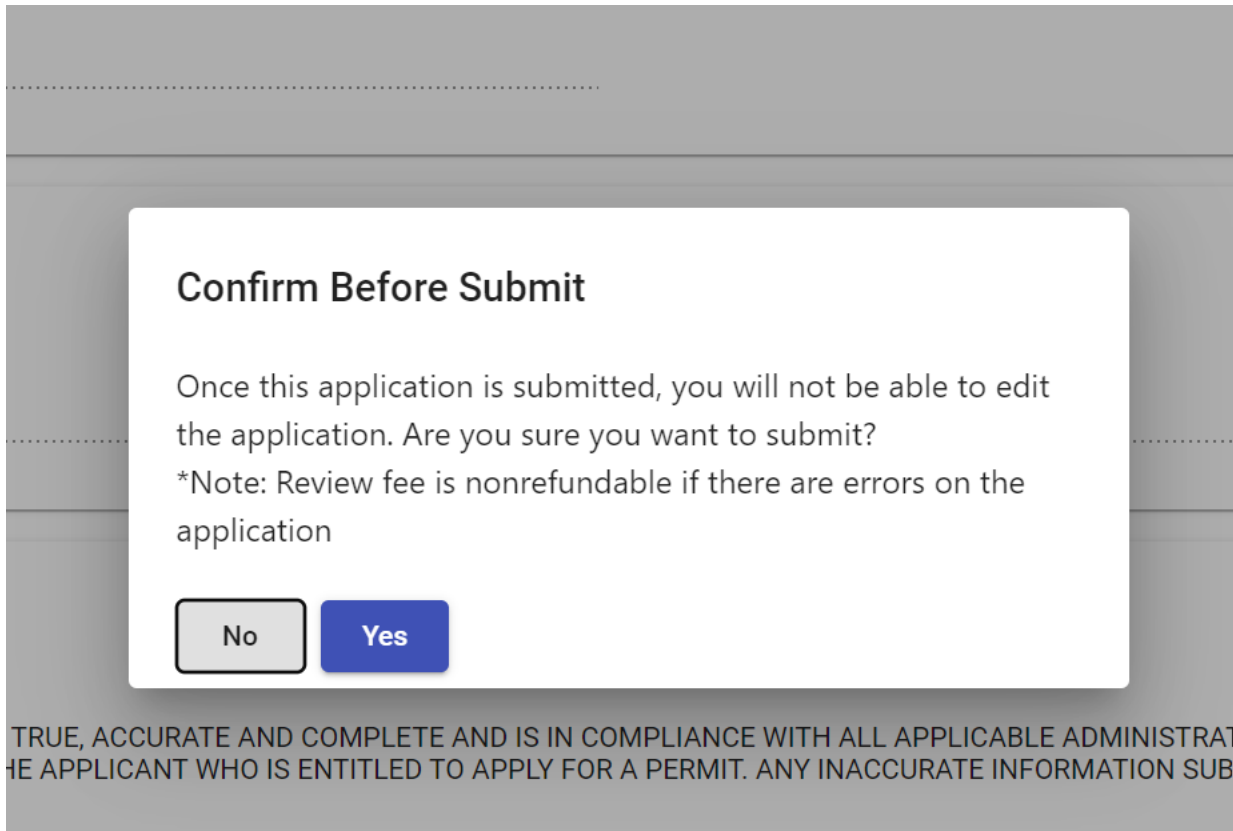 Confirm Before Submit
Once this application is submitted, you will not be able to edit
the application. Are you sure you want to submit?
*Note: Review fee is nonrefundable if there are errors on the
application
No Yes
TRUE, ACCURATE AND COMPLETE AND IS IN COMPLIANCE WITH ALL APPLICABLE
APPLICANT WHO IS ENTITLED TO APPLY FOR A PERMIT. ANY INACCURATE INFORMATION